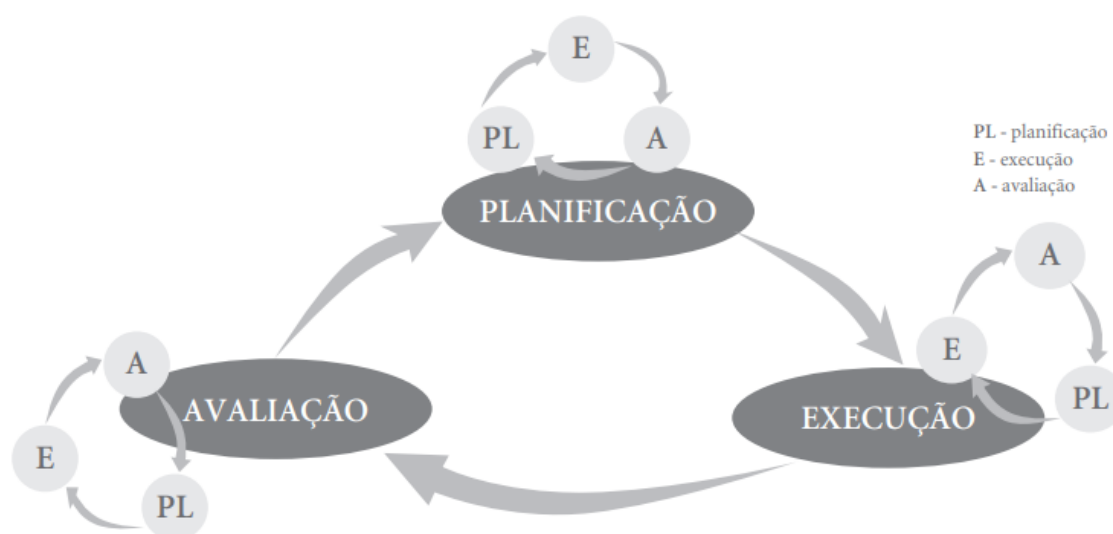 E
PL
A
PLANIFICAÇÃO
PL - planificação
E - execução
A - avaliação
A
E
PL
EXECUÇÃO
A
AVALIAÇÃO
E
PL